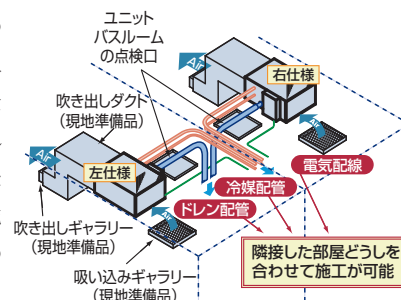 ユニット
バスルーム
の点検口
Air
右仕様
吹き出しダクト
(現地準備品)
Air
左仕様
Air
電気配線
冷媒配管
ドレン配管
吹き出しギャラリー
(現地準備品)
Air
吸い込みギャラリー
(現地準備品)
隣接した部屋どうしを
合わせて施工が可能